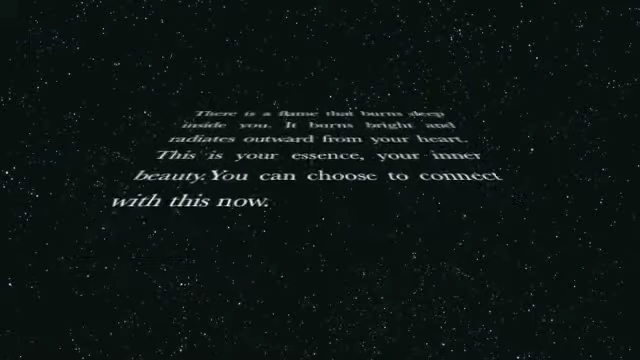 There is a flame that burns deep
inside you. It burns bright and
radiates outward from your heart.
This is your essence, your inner
beauty.You can choose to connect
with this now.